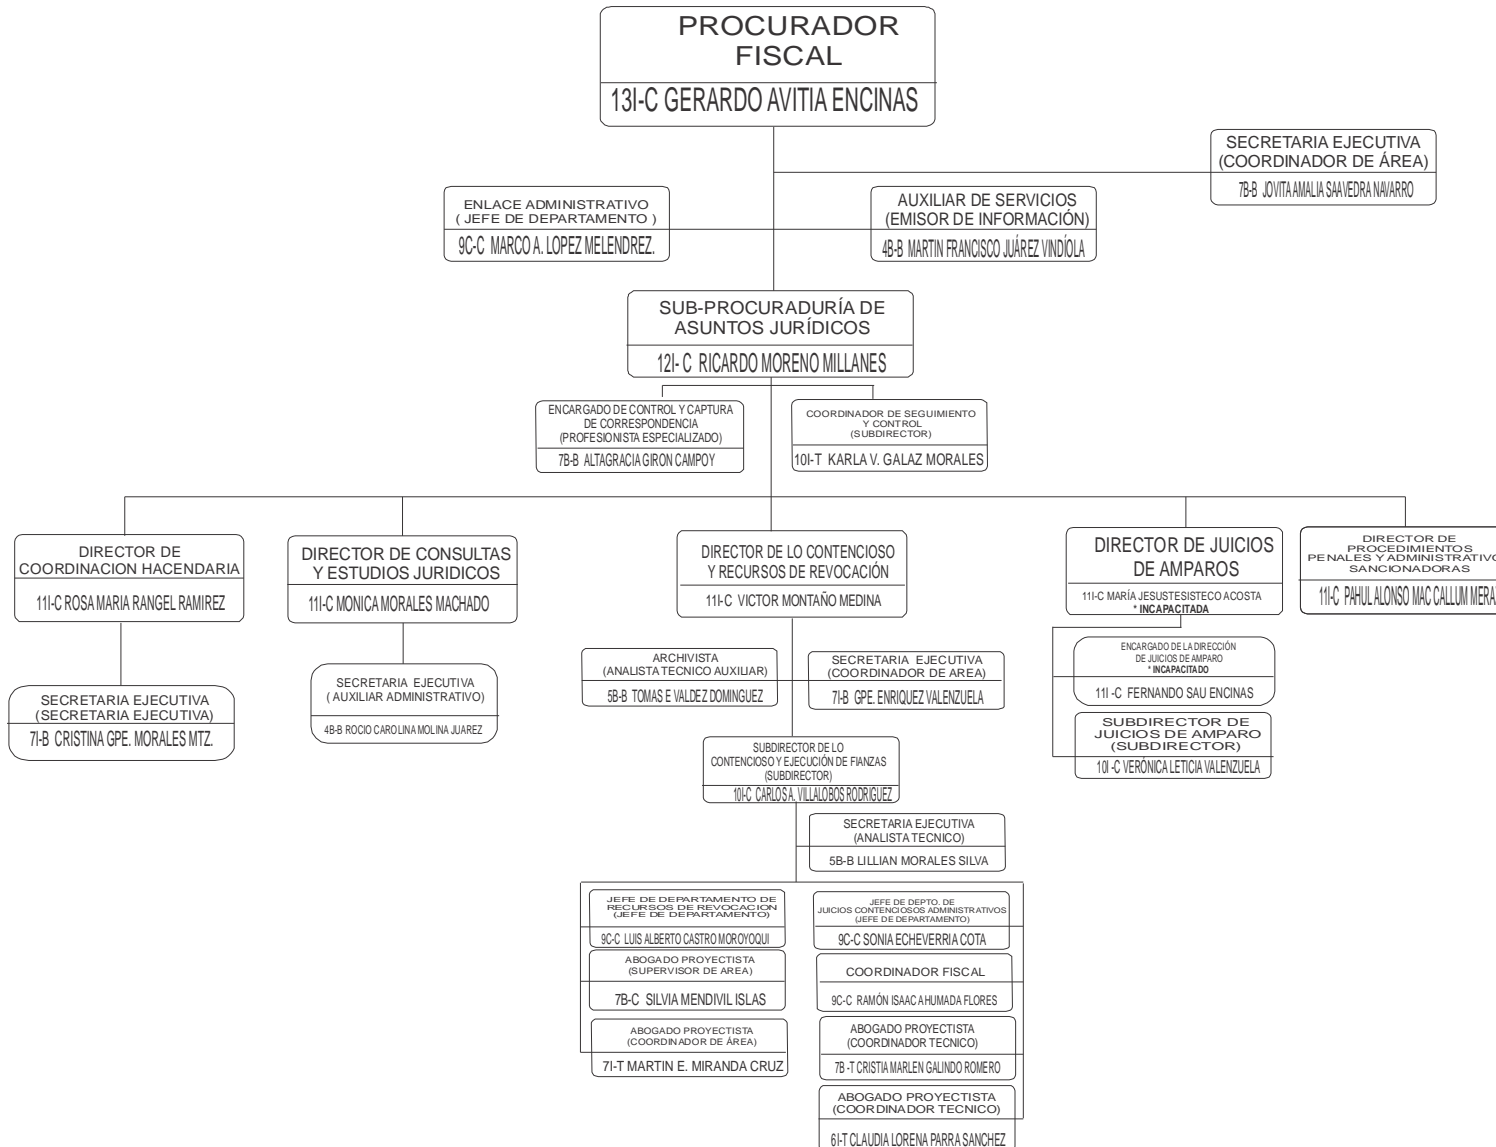 PROCURADOR
FISCAL
13I-C GERARDO AVITIA ENCINAS
SECRETARIA EJECUTIVA
(COORDINADOR DE ÁREA)
7B-B JOVITA AMALIA SAAVEDRA NAVARRO
ENLACE ADMINISTRATIVO
( JEFE DE DEPARTAMENTO )
9C-C MARCO A. LOPEZ MELENDREZ.
AUXILIAR DE SERVICIOS
(EMISOR DE INFORMACIÓN)
4B-B MARTIN FRANCISCO JUÁREZ VINDÍOLA
SUB-PROCURADURÍA DE
ASUNTOS JURÍDICOS
12I- C RICARDO MORENO MILLANES
ENCARGADO DE CONTROL Y CAPTURA
DE CORRESPONDENCIA
(PROFESIONISTA ESPECIALIZADO)
7B-B ALTAGRACIA GIRON CAMPOY
COORDINADOR DE SEGUIMIENTO
Y CONTROL
(SUBDIRECTOR)
10I-T KARLA V. GALAZ MORALES
DIRECTOR DE
COORDINACION HACENDARIA
11I-C ROSA MARIA RANGEL RAMIREZ
SECRETARIA EJECUTIVA
(SECRETARIA EJECUTIVA)
7I-B CRISTINA GPE. MORALES MTZ.
DIRECTOR DE CONSULTAS
Y ESTUDIOS JURIDICOS
11I-C MONICA MORALES MACHADO
SECRETARIA EJECUTIVA
( AUXILIAR ADMINISTRATIVO)
4B-B ROCIO CAROLINA MOLINA JUAREZ
DIRECTOR DE LO CONTENCIOSO
Y RECURSOS DE REVOCACIÓN
11I-C VICTOR MONTAÑO MEDINA
ARCHIVISTA
(ANALISTA TECNICO AUXILIAR)
5B-B TOMAS E VALDEZ DOMINGUEZ
SECRETARIA EJECUTIVA
(COORDINADOR DE AREA)
7I-B GPE. ENRIQUEZ VALENZUELA
SUBDIRECTOR DE LO
CONTENCIOSO Y EJECUCIÓN DE FIANZAS
(SUBDIRECTOR)
10I-C CARLOS A. VILLALOBOS RODRIGUEZ
SECRETARIA EJECUTIVA
(ANALISTA TECNICO)
5B-B LILLIAN MORALES SILVA
JEFE DE DEPARTAMENTO DE
RECURSOS DE REVOCACION
(JEFE DE DEPARTAMENTO)
9C-C LUIS ALBERTO CASTRO MOROYOQUI
ABOGADO PROYECTISTA
(SUPERVISOR DE AREA)
7B-C SILVIA MENDIVIL ISLAS
ABOGADO PROYECTISTA
(COORDINADOR DE ÁREA)
7I-T MARTIN E. MIRANDA CRUZ
JEFE DE DEPTO. DE
JUICIOS CONTENCIOSOS ADMINISTRATIVOS
(JEFE DE DEPARTAMENTO)
9C-C SONIA ECHEVERRIA COTA
COORDINADOR FISCAL
9C-C RAMÓN ISAAC AHUMADA FLORES
ABOGADO PROYECTISTA
(COORDINADOR TECNICO)
7B -T CRISTIA MARLEN GALINDO ROMERO
ABOGADO PROYECTISTA
(COORDINADOR TECNICO)
6I-T CLAUDIA LORENA PARRA SANCHEZ
DIRECTOR DE JUICIOS
DE AMPAROS
11I-C MARÍA JESUSTESISTECO ACOSTA
* INCAPACITADA
ENCARGADO DE LA DIRECCIÓN
DE JUICIOS DE AMPARO
* INCAPACITADO
11I -C FERNANDO SAU ENCINAS
SUBDIRECTOR DE
JUICIOS DE AMPARO
(SUBDIRECTOR)
10I -C VERÓNICA LETICIA VALENZUELA
DIRECTOR DE
PROCEDIMIENTOS
PENALES Y ADMINISTRATIVO
SANCIONADORAS
11I-C PAHUL ALONSO MAC CALLUM MERA